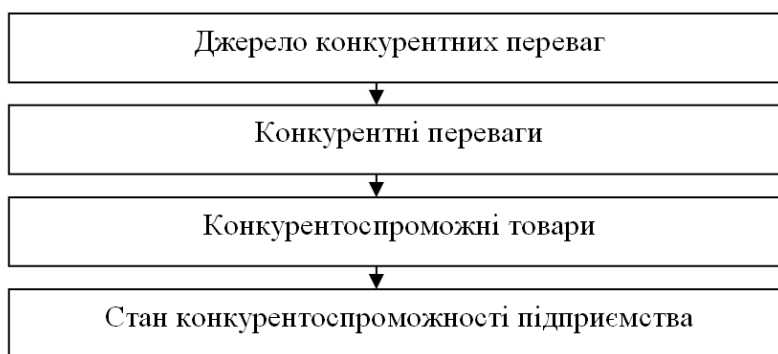 Джерело конкурентних переваг
Конкурентні переваги
Конкурентоспроможні товари
Стан конкурентоспроможності підприємства